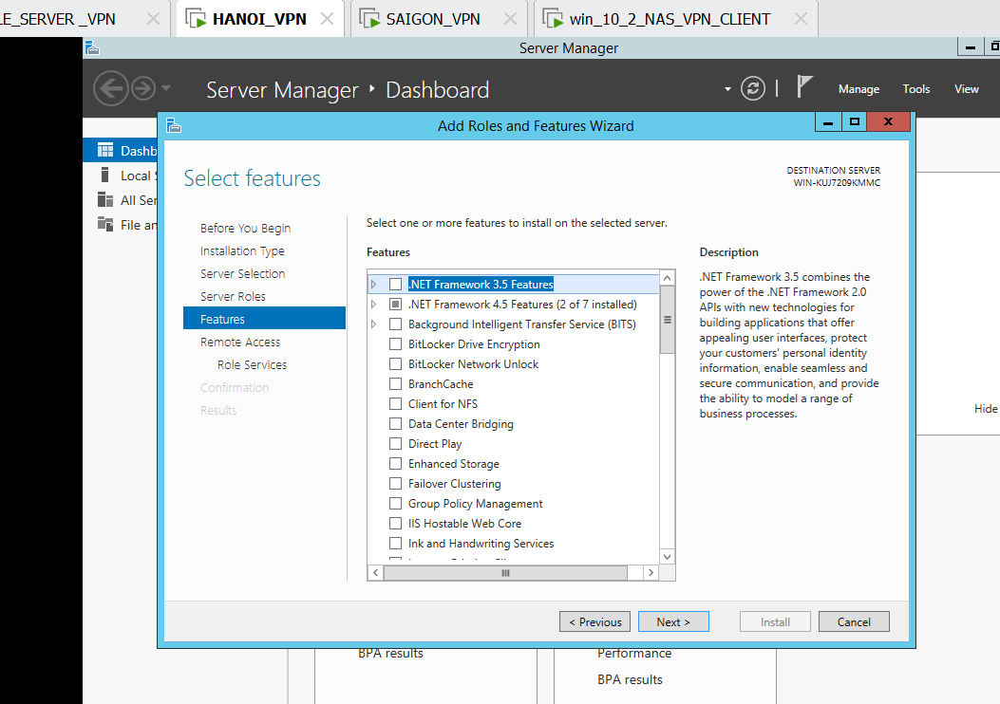 LE_SERVER _VPN
HANOI_VPN
SAIGON_VPN
win_10_2_NAS_VPN_CLIENT
Server Manager
Server Manager Dashboard
Manage Tools View
Add Roles and Features Wizard
Dashb
Local S
All Ser
File an
Select features
DESTINATION SERVER
WIN-KUJ7209KMMC
Before You Begin
Installation Type
Server Selection
Server Roles
Features
Remote Access
Role Services
Confirmation
Results
Select one or more features to install on the selected server.
Features
.NET Framework 3.5 Features
.NET Framework 4.5 Features (2 of 7 installed)
Background Intelligent Transfer Service (BITS)
BitLocker Drive Encryption
BitLocker Network Unlock
BranchCache
Client for NFS
Data Center Bridging
Direct Play
Enhanced Storage
Failover Clustering
Group Policy Management
IIS Hostable Web Core
Ink and Handwriting Services
Description
.NET Framework 3.5 combines the
power of the .NET Framework 2.0
APIs with new technologies for
building applications that offer
appealing user interfaces, protect
your customers' personal identity
information, enable seamless and
secure communication, and provide
the ability to model a range of
business processes.
Hide
< Previous
Next >
Install
Cancel
BPA results
Performance
BPA results